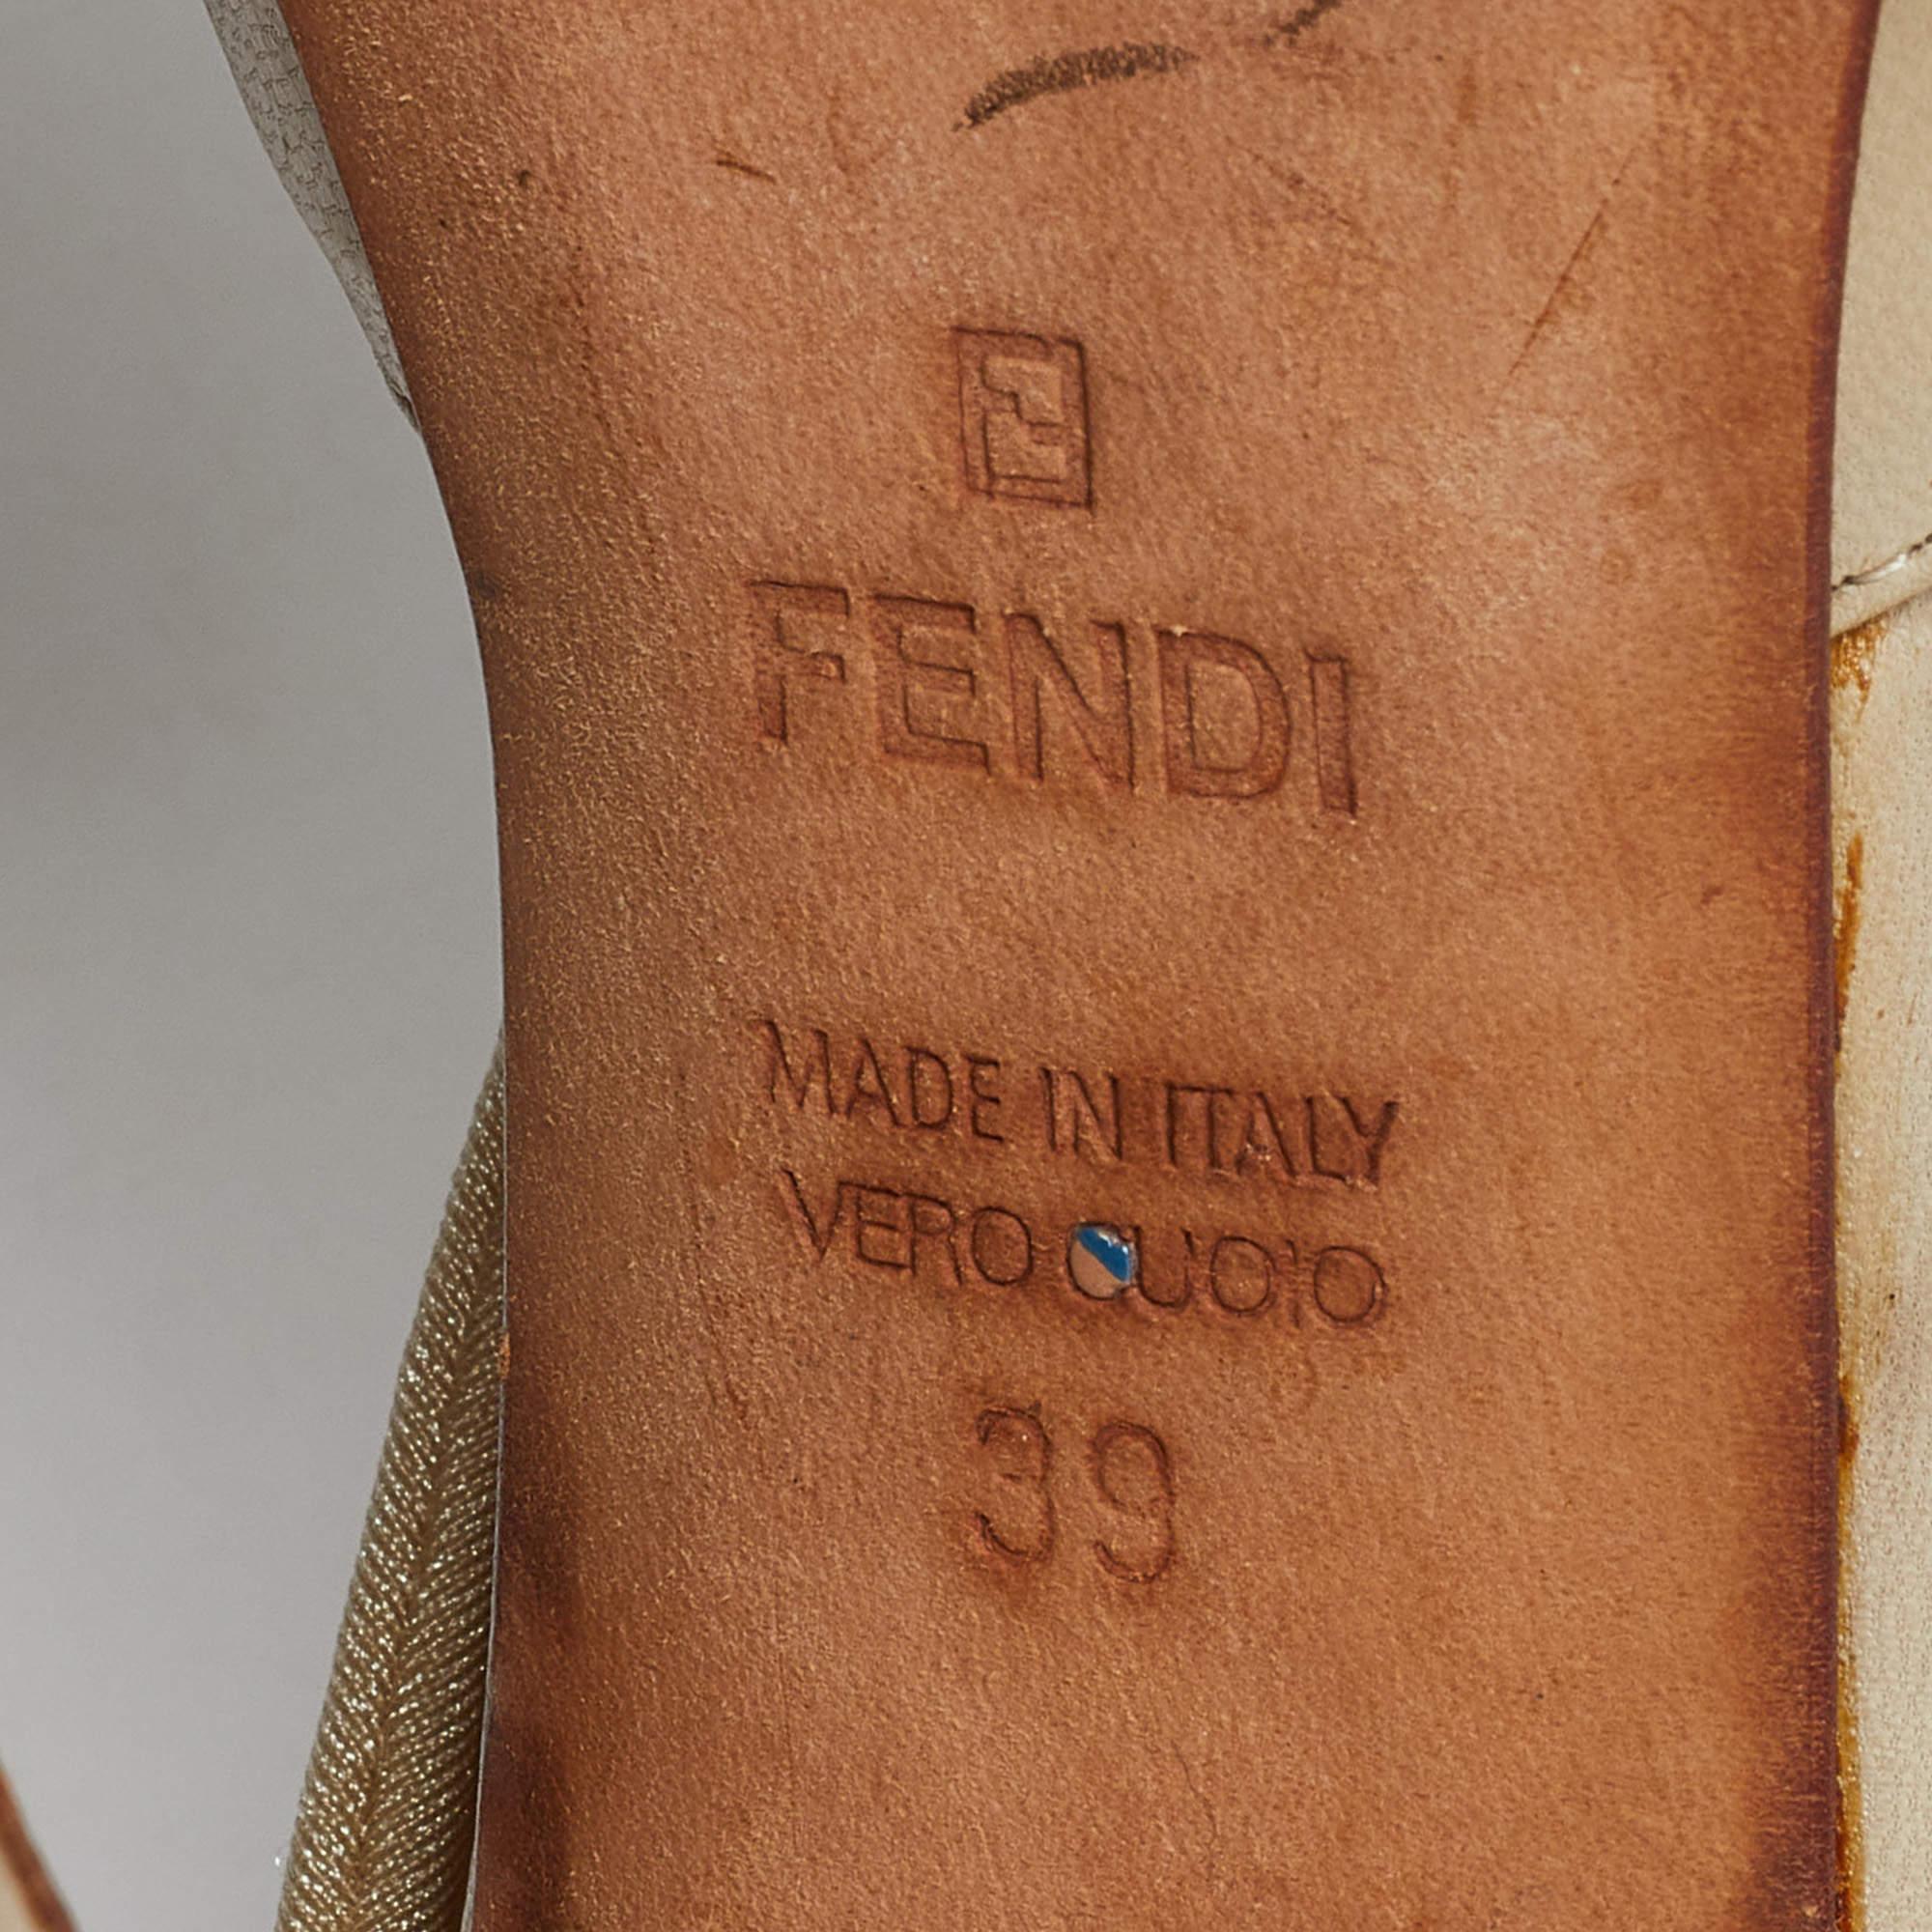 FENDI
MADE IN ITALY
VERO CUOIO
39